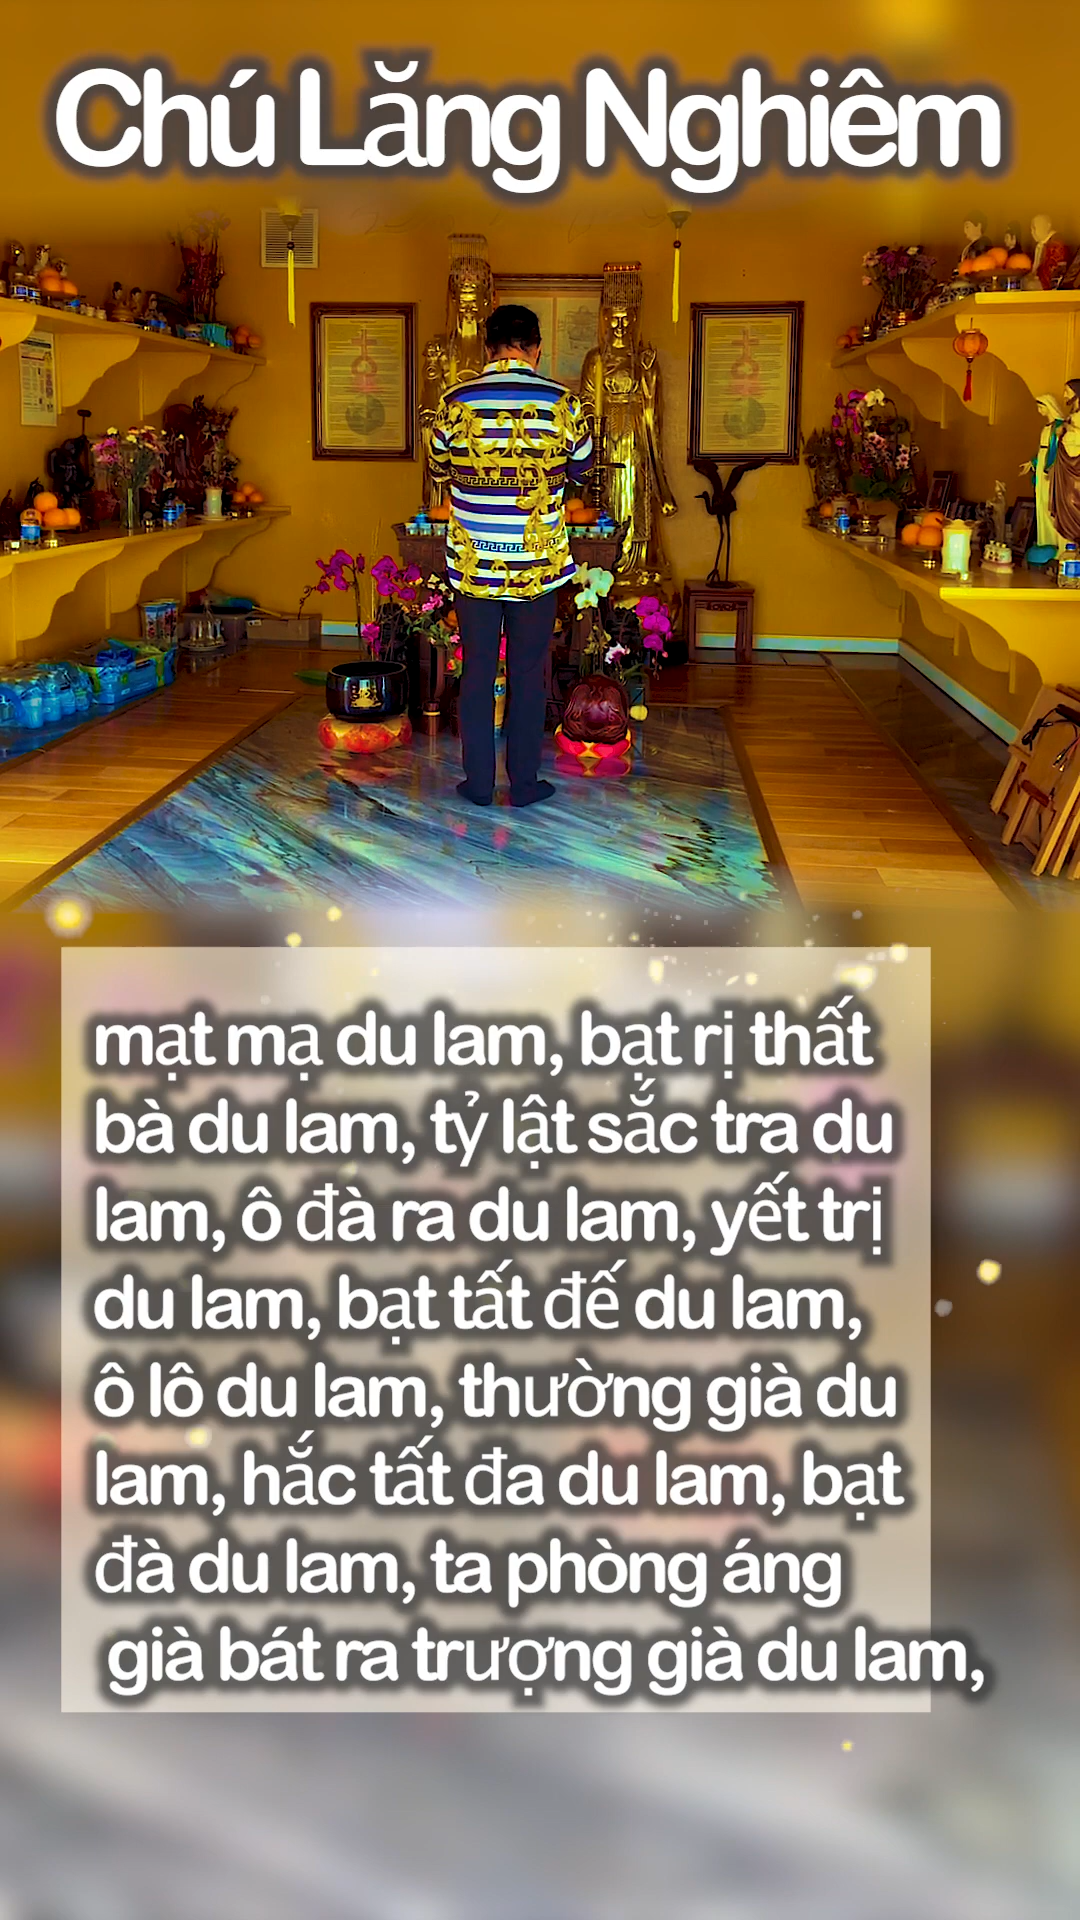 Chú Lăng Nghiêm
mạt mạ du lam, bạt rị thất
bà du lam, tỷ lật sắc tra du
lam, ô đà ra du lam, yết trị
du lam, bạt tất đế du lam,
ô lô du lam, thường già du
lam, hắc tất đa du lam, bạt
đà du lam, ta phòng áng
già bát ra trượng già du lam,